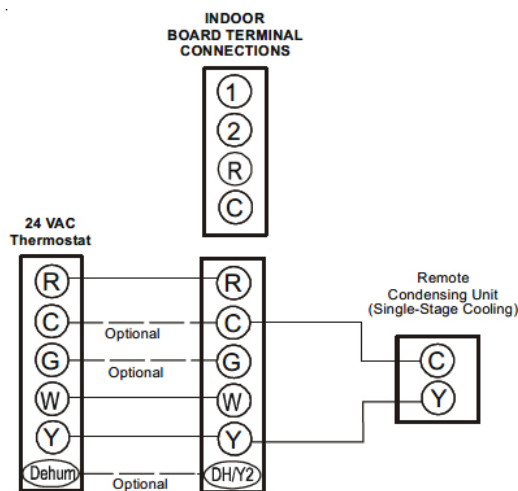 INDOOR
BOARD TERMINAL
CONNECTIONS
1
2
R
C
24 VAC
Thermostat
R
C
G
W
Y
Dehum
Optional
Optional
Optional
R
C
G
W
Y
DH/Y2
Remote
Condensing Unit
(Single-Stage Cooling)
C
Y